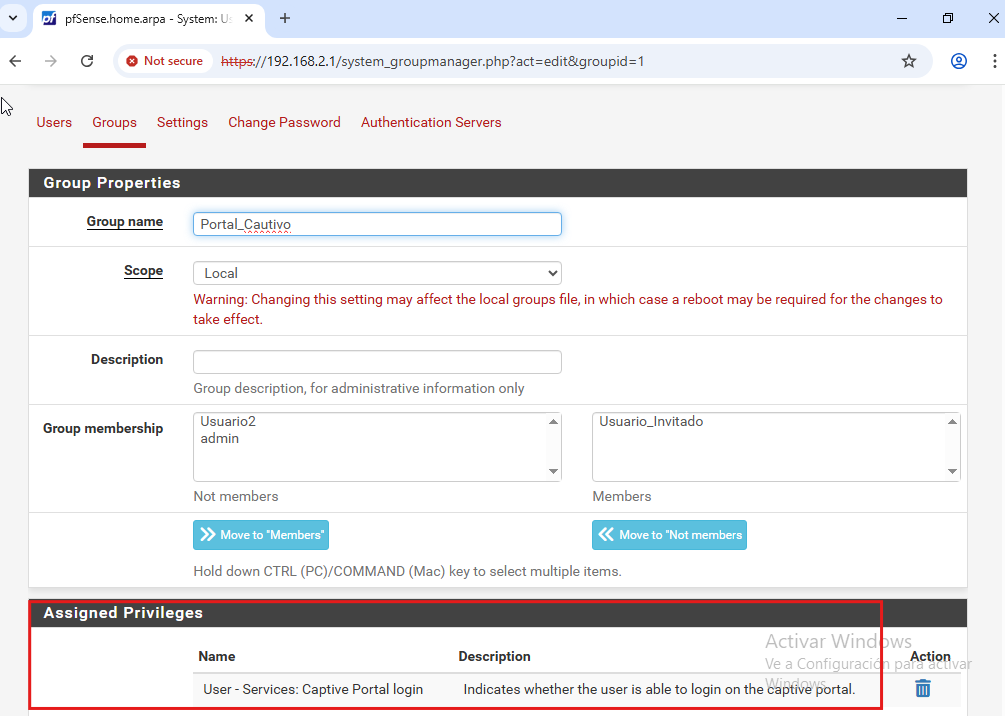 pfSense.home.arpa - System: Us
Not secure https://192.168.2.1/system_groupmanager.php?act=edit&groupid=1
Users Groups Settings Change Password Authentication Servers
Group Properties
Group name Portal_Cautivo
Scope Local
Warning: Changing this setting may affect the local groups file, in which case a reboot may be required for the changes to
take effect.
Description
Group description, for administrative information only
Group membership
Usuario2 Usuario_Invitado
admin
Not members Members
Move to "Members" Move to "Not members
Hold down CTRL (PC)/COMMAND (Mac) key to select multiple items.
Assigned Privileges
Activar Windows
Name Description Action
Ve a Configuración para activar
Windows.
User - Services: Captive Portal login Indicates whether the user is able to login on the captive portal.